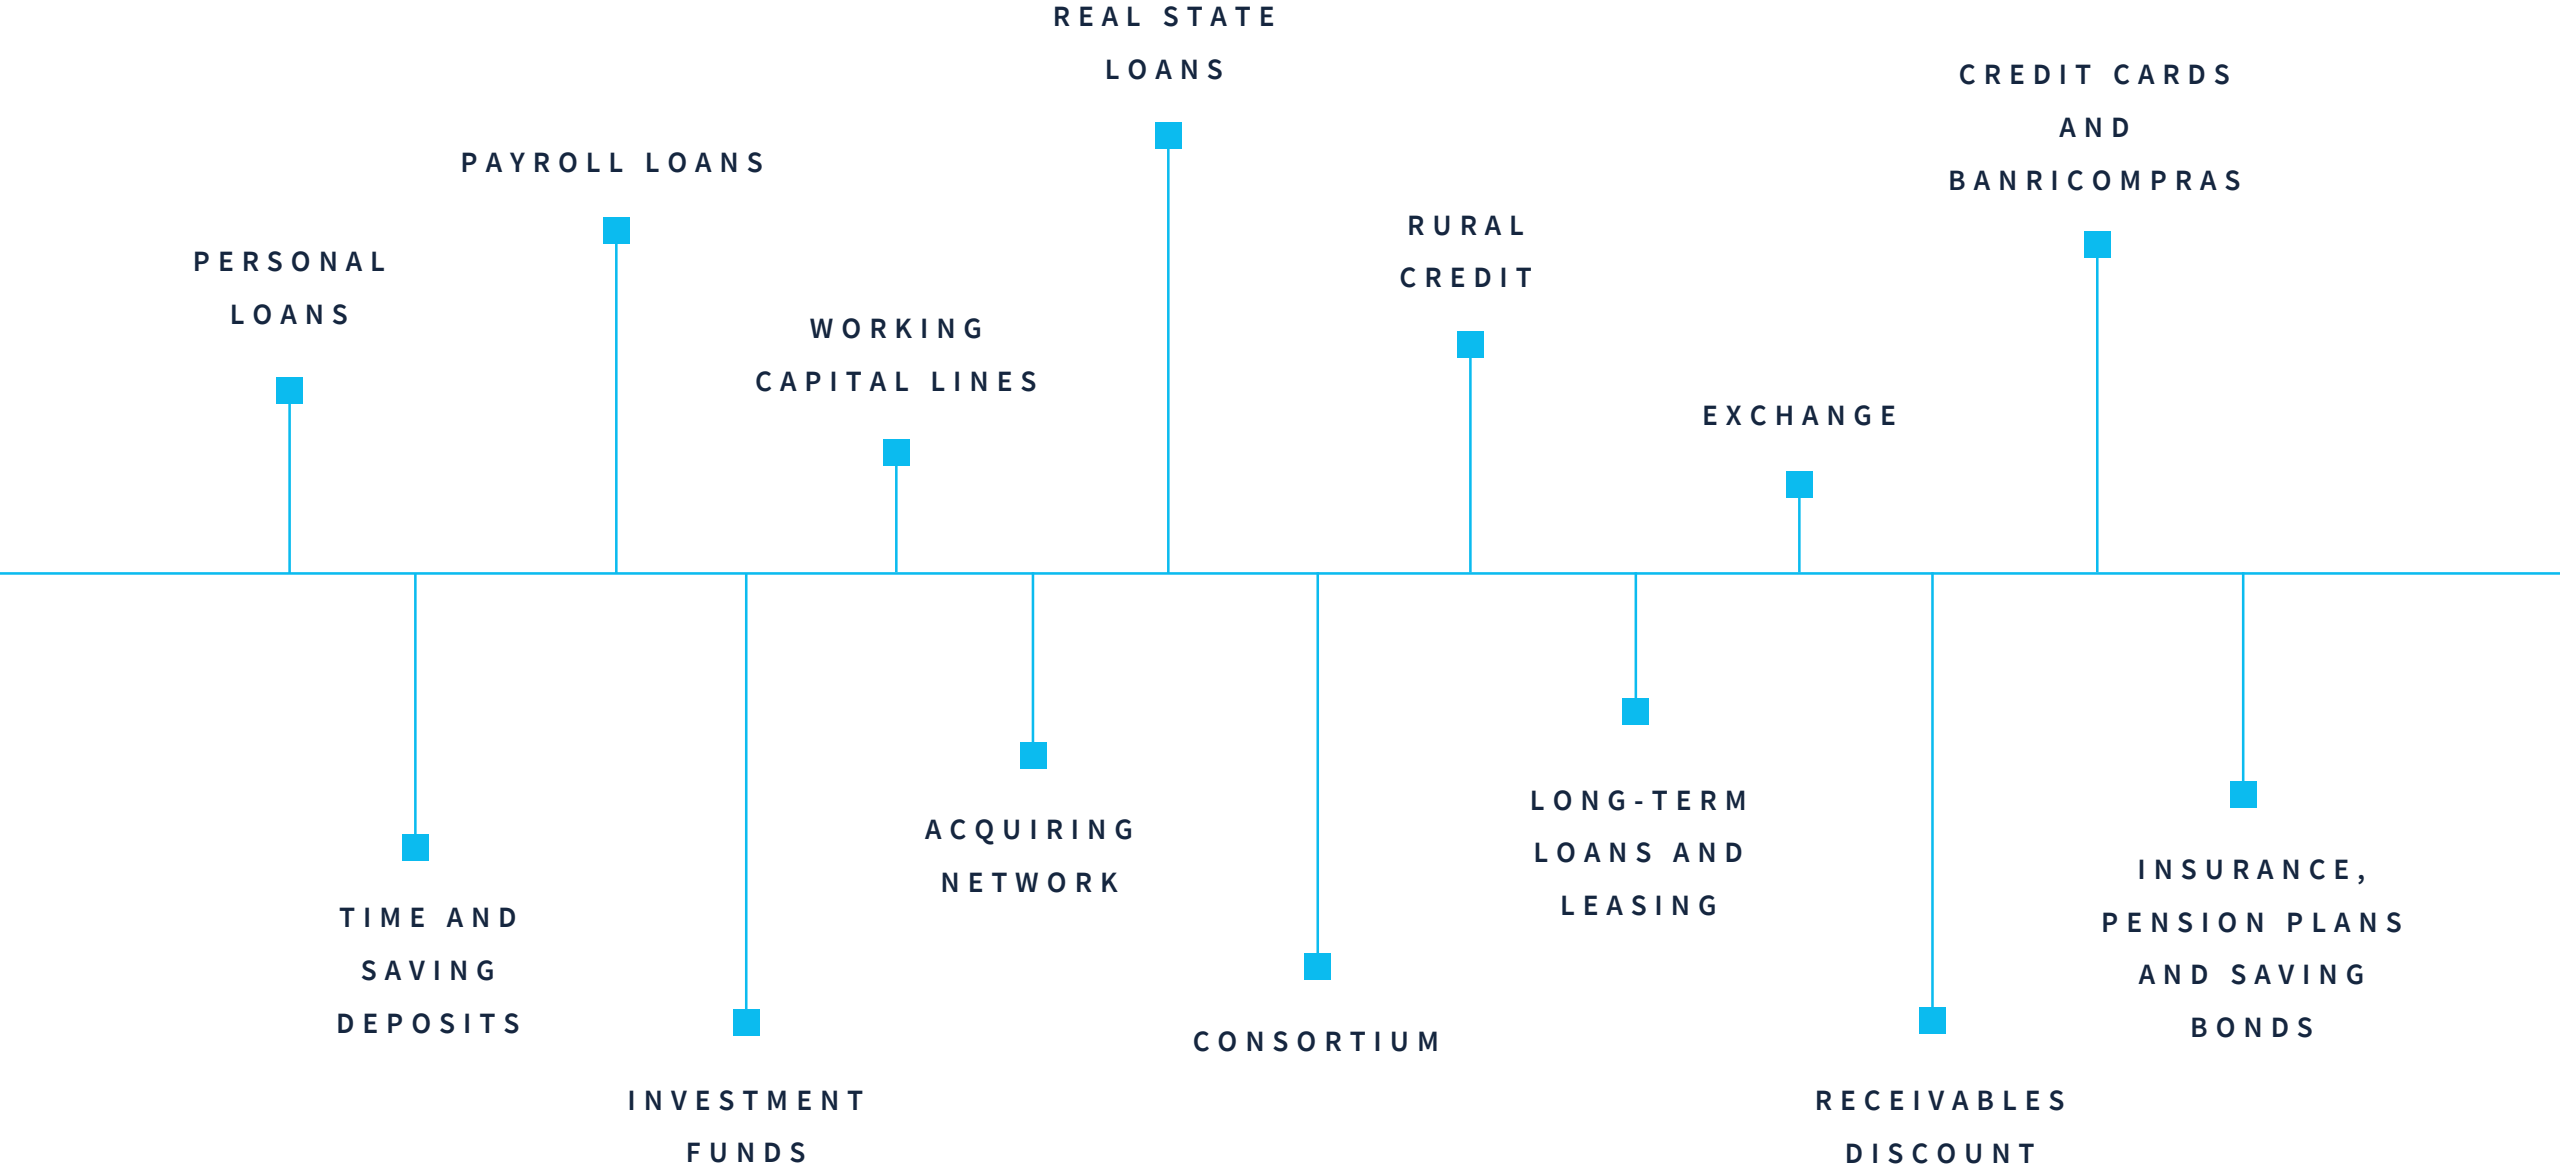 REAL STATE
LOANS
CREDIT CARDS
AND
BANRICOMPRAS
PAYROLL LOANS
RURAL
CREDIT
PERSONAL
LOANS
WORKING
CAPITAL LINES
EXCHANGE
LONG-TERM
LOANS AND
LEASING
ACQUIRING
NETWORK
INSURANCE,
PENSION PLANS
AND SAVING
BONDS
TIME AND
SAVING
DEPOSITS
CONSORTIUM
INVESTMENT
FUNDS
RECEIVABLES
DISCOUNT